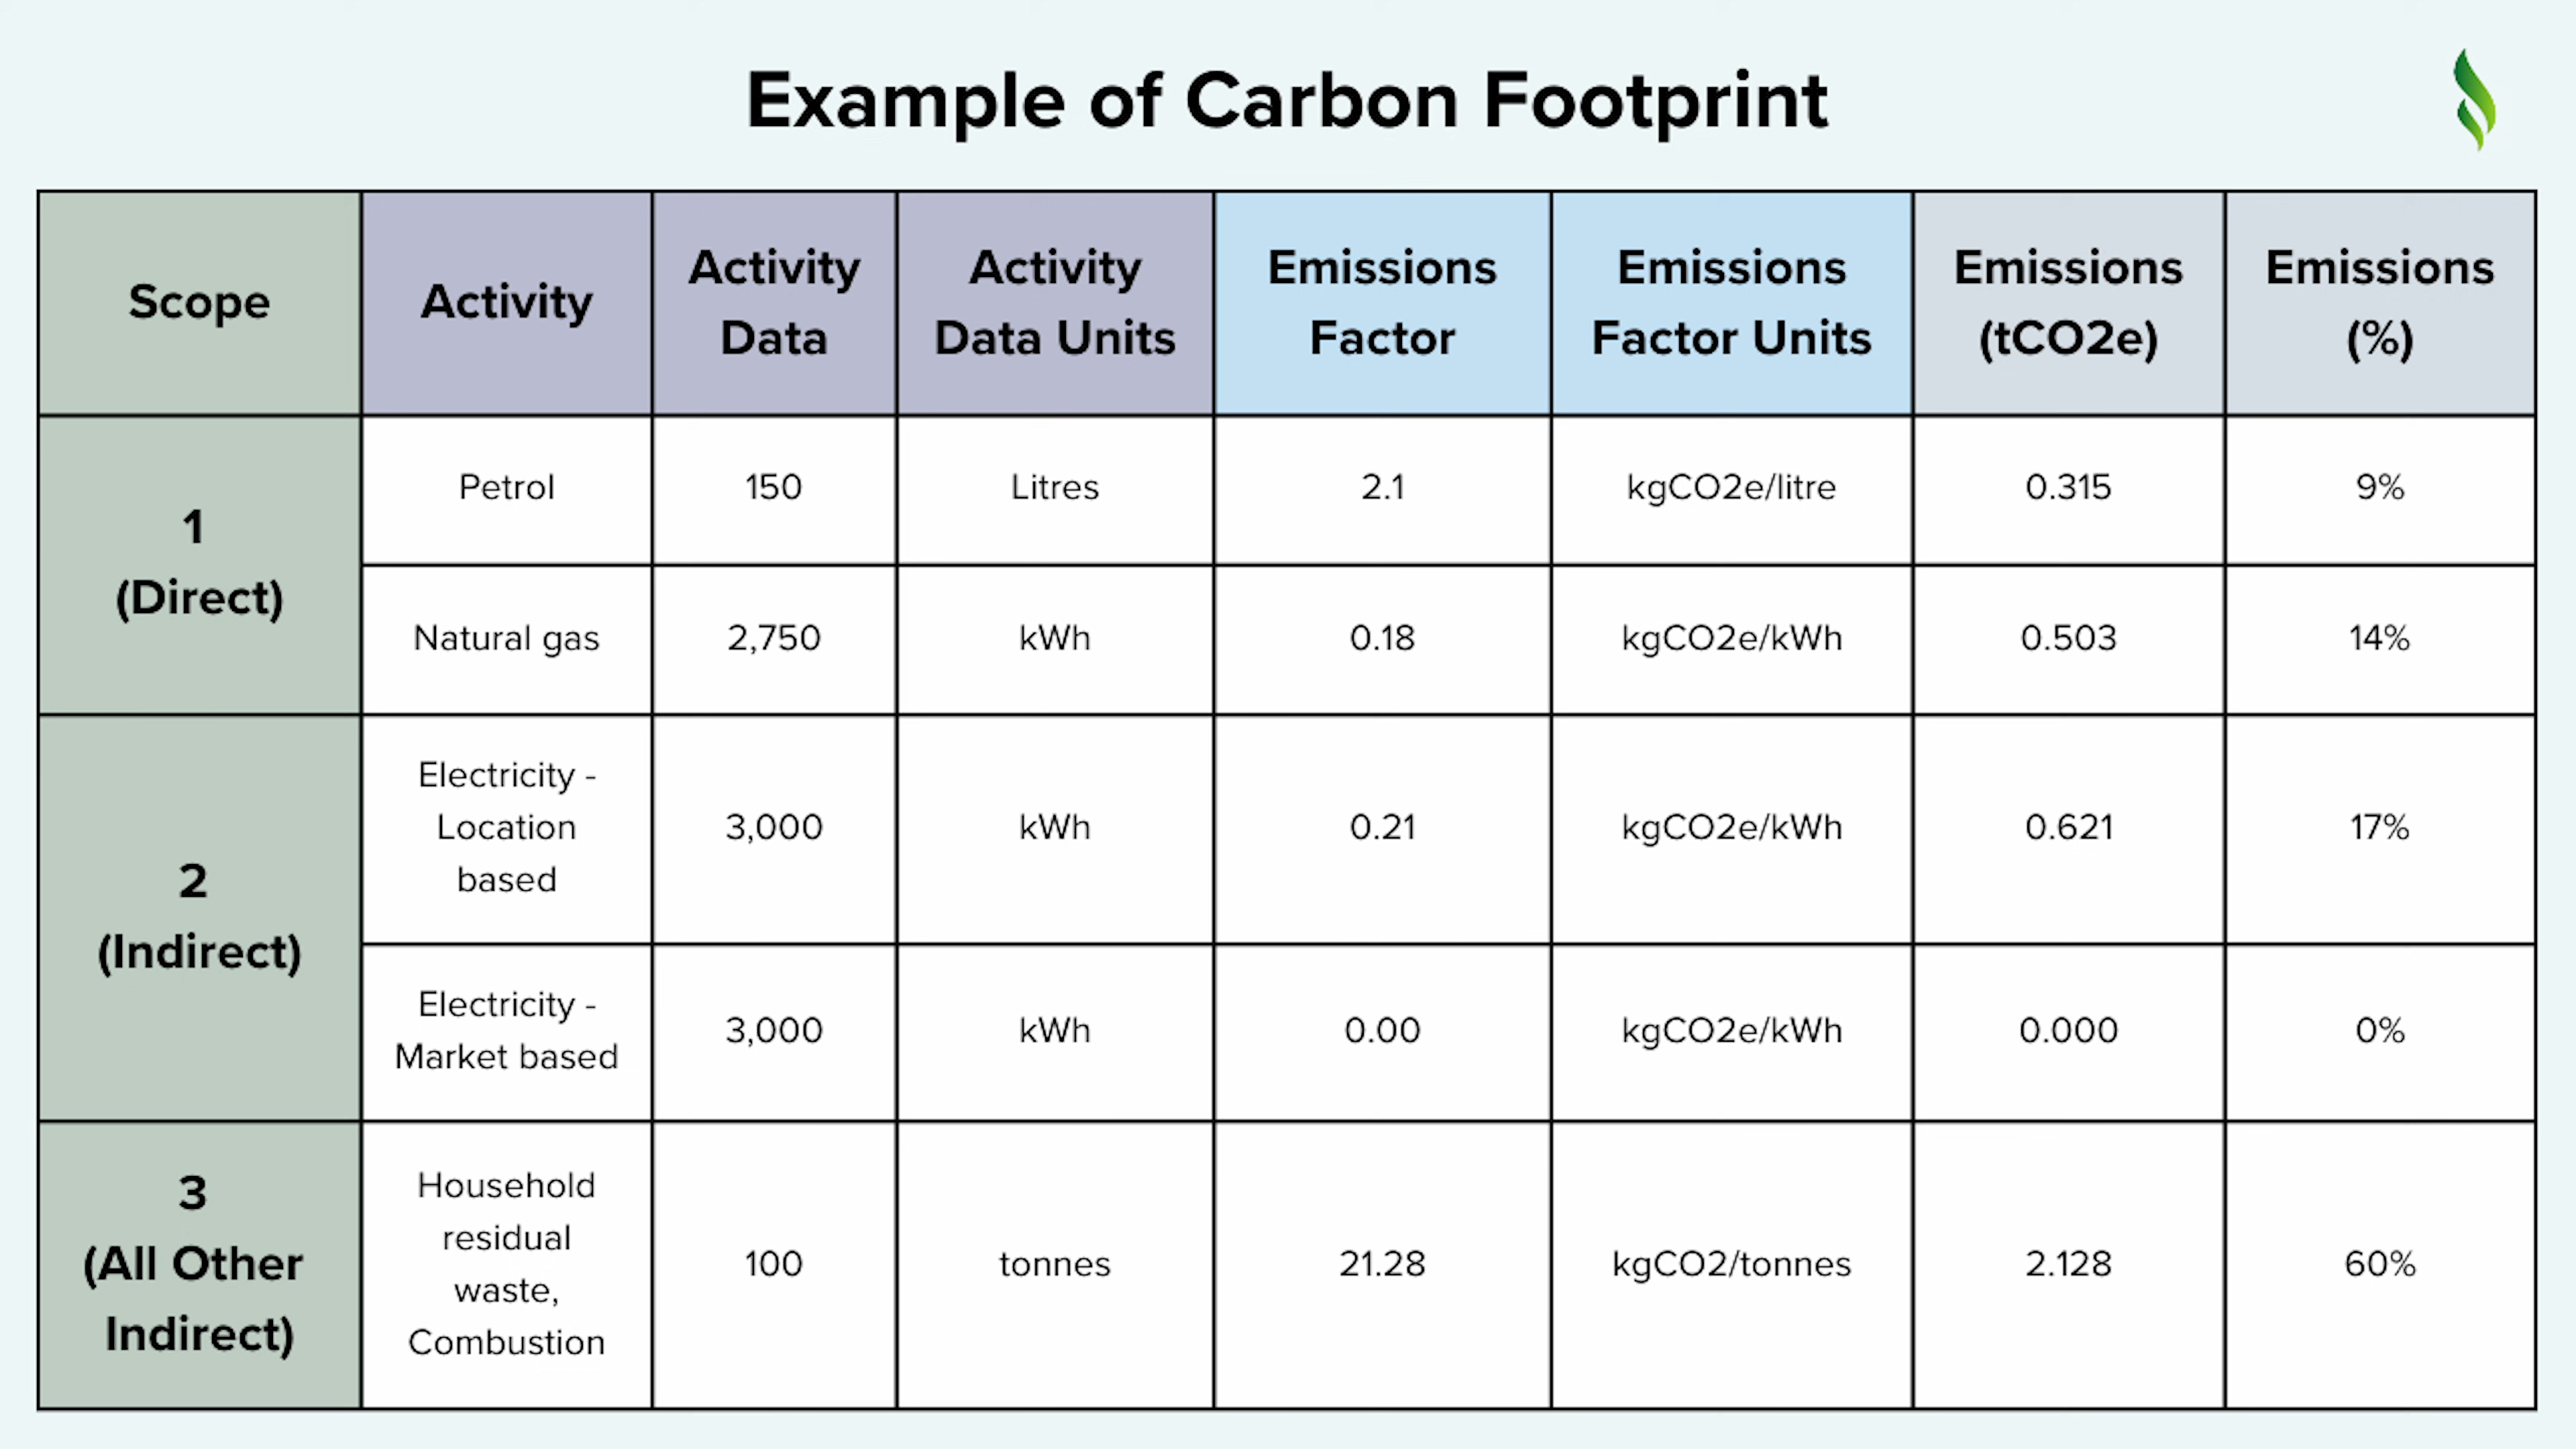 Example of Carbon Footprint
Scope
Activity
Activity
Data
Activity
Data Units
Emissions
Factor
Emissions
Factor Units
Emissions
(tCO2e)
Emissions
(%)
1
(Direct)
Petrol
150
Litres
2.1
kgCO2e/litre
0.315
9%
Natural gas
2,750
kWh
0.18
kgCO2e/kWh
0.503
14%
2
(Indirect)
Electricity -
Location
based
3,000
kWh
0.21
kgCO2e/kWh
0.621
17%
Electricity -
Market based
3,000
kWh
0.00
kgCO2e/kWh
0.000
0%
3
(All Other
Indirect)
Household
residual
waste,
Combustion
100
tonnes
21.28
kgCO2/tonnes
2.128
60%